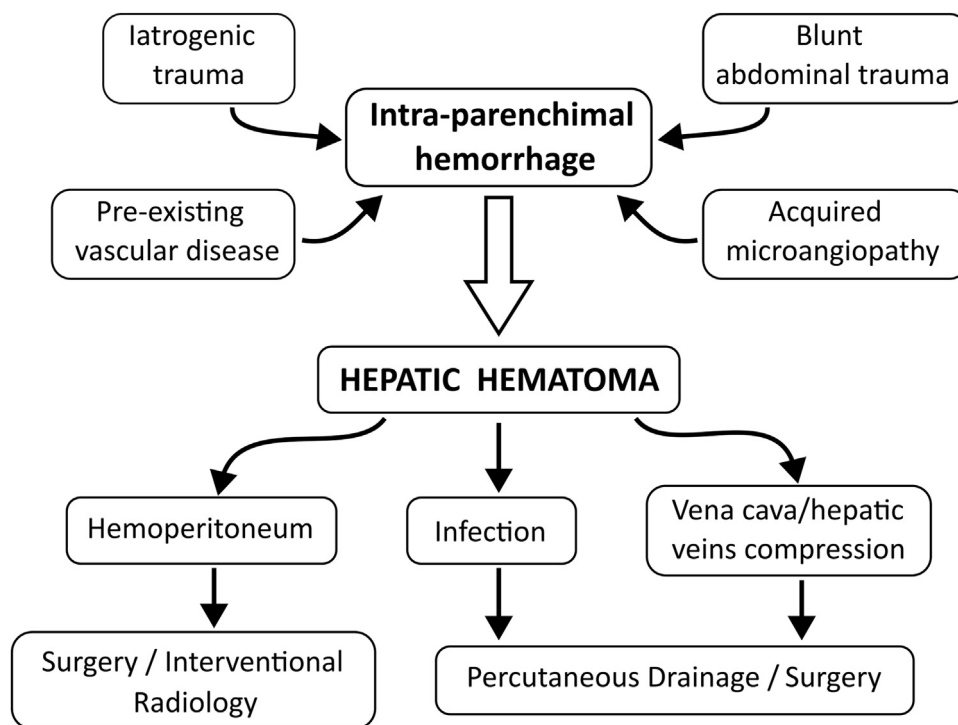 Iatrogenic
trauma
Blunt
abdominal trauma
Intra-parenchimal
hemorrhage
Pre-existing
vascular disease
Acquired
microangiopathy
HEPATIC HEMATOMA
Hemoperitoneum
Infection
Vena cava/hepatic
veins compression
Surgery / Interventional
Radiology
Percutaneous Drainage / Surgery